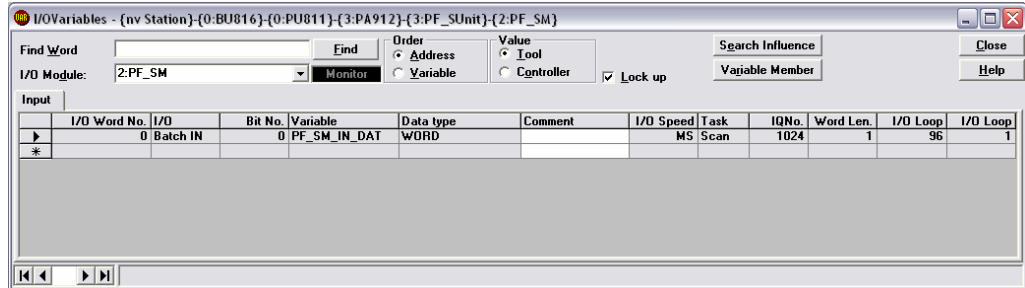 I/OVariables - {nv Station}-{0:BU816}-{0:PU811}-{3:PA912}-{3:PF_SUnit}-{2:PF_SM}
Find Word Find
I/O Module: 2:PF_SM Monitor
Order
Address
Variable
Value
Tool
Controller
Lock up
Search Influence
Variable Member
Close
Help
Input
I/O Word No. I/O Bit No. Variable Data type Comment I/O Speed Task IQNo. Word Len. I/O Loop I/O Loop
0 Batch IN 0 PF_SM_IN_DAT WORD MS Scan 1024 1 96 1